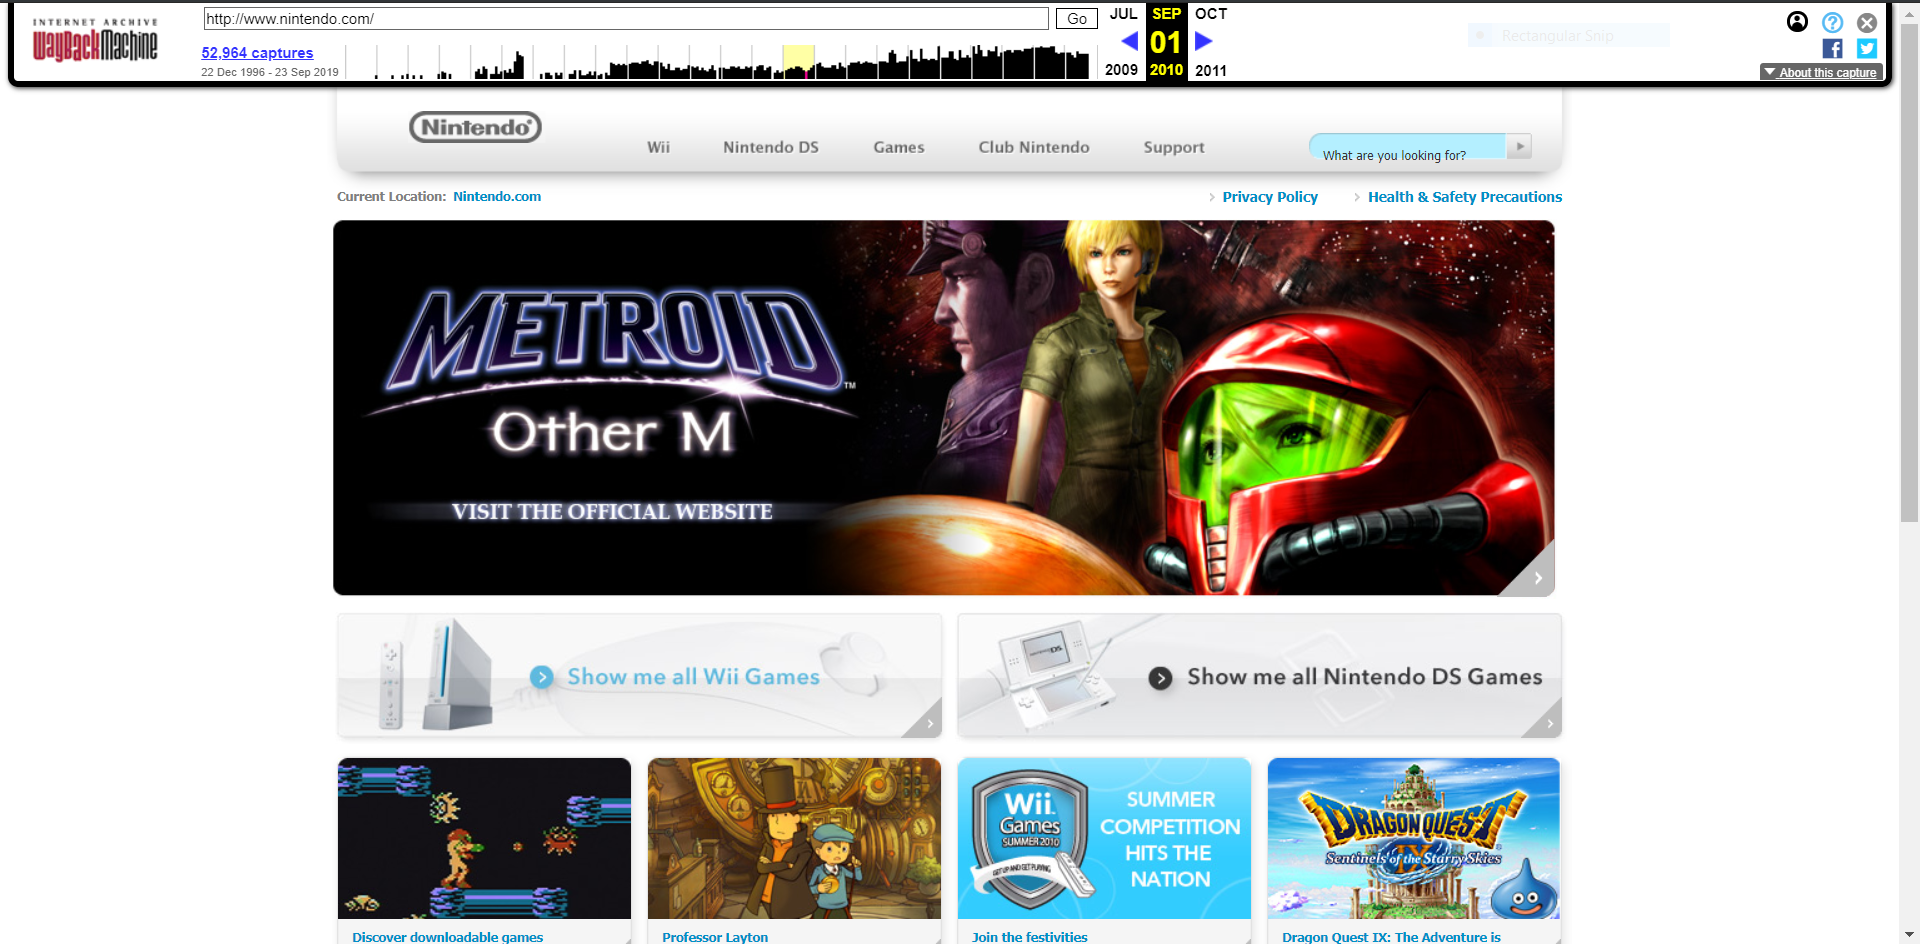 INTERNET ARCHIVE
WayBackMachine
http://www.nintendo.com/
Go
52,964 captures
22 Dec 1996 - 23 Sep 2019
JUL SEP OCT
01
2009 2010 2011
Rectangular Snip
About this capture
Nintendo
Wii Nintendo DS Games Club Nintendo Support
What are you looking for?
Current Location: Nintendo.com
Privacy Policy Health & Safety Precautions
METROID™
Other M
VISIT THE OFFICIAL WEBSITE
Show me all Wii Games
Show me all Nintendo DS Games
NINTENDO DS
Wii
Games
SUMMER 2010
GET UP AND GET PLAYING
SUMMER
COMPETITION
HITS THE
NATION
DRAGON QUEST
IX
Sentinels of the Starry Skies
Discover downloadable games
Professor Layton
Join the festivities
Dragon Quest IX: The Adventure is